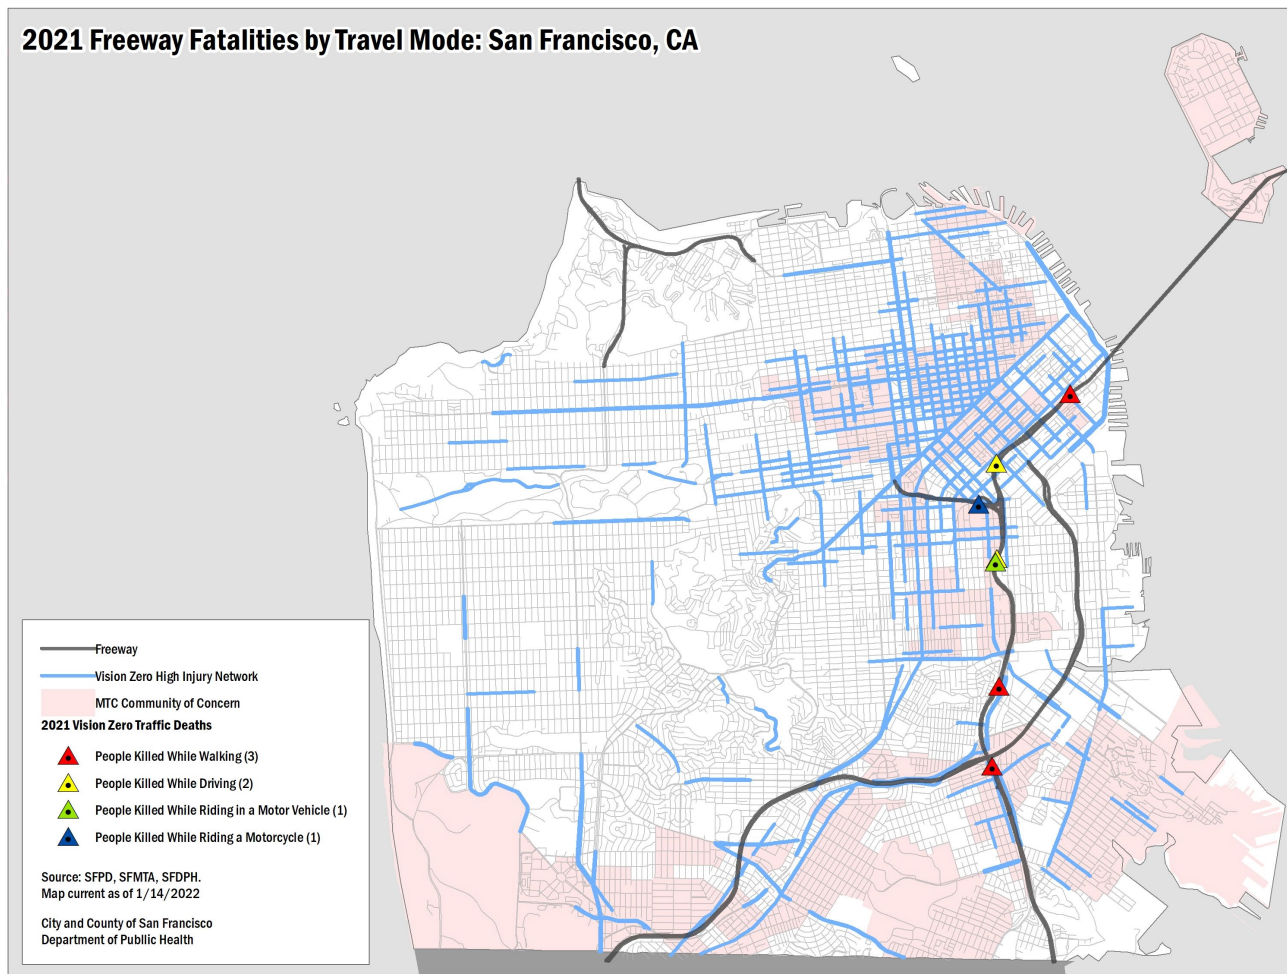 2021 Freeway Fatalities by Travel Mode: San Francisco, CA
Freeway
Vision Zero High Injury Network
MTC Community of Concern
2021 Vision Zero Traffic Deaths
People Killed While Walking (3)
People Killed While Driving (2)
People Killed While Riding in a Motor Vehicle (1)
People Killed While Riding a Motorcycle (1)
Source: SFPD, SFMTA, SFDPH.
Map current as of 1/14/2022
City and County of San Francisco
Department of Publlic Health